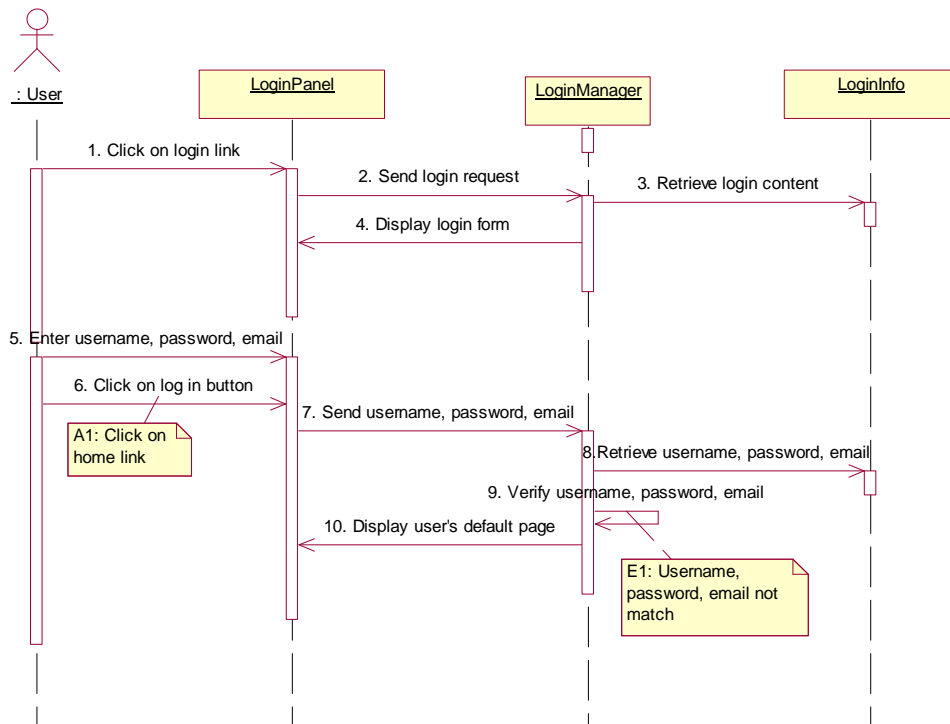 : User
LoginPanel
LoginManager
LoginInfo
1. Click on login link
2. Send login request
3. Retrieve login content
4. Display login form
5. Enter username, password, email
6. Click on log in button
A1: Click on
home link
7. Send username, password, email
8.Retrieve username, password, email
9. Verify username, password, email
10. Display user's default page
E1: Username,
password, email not
match